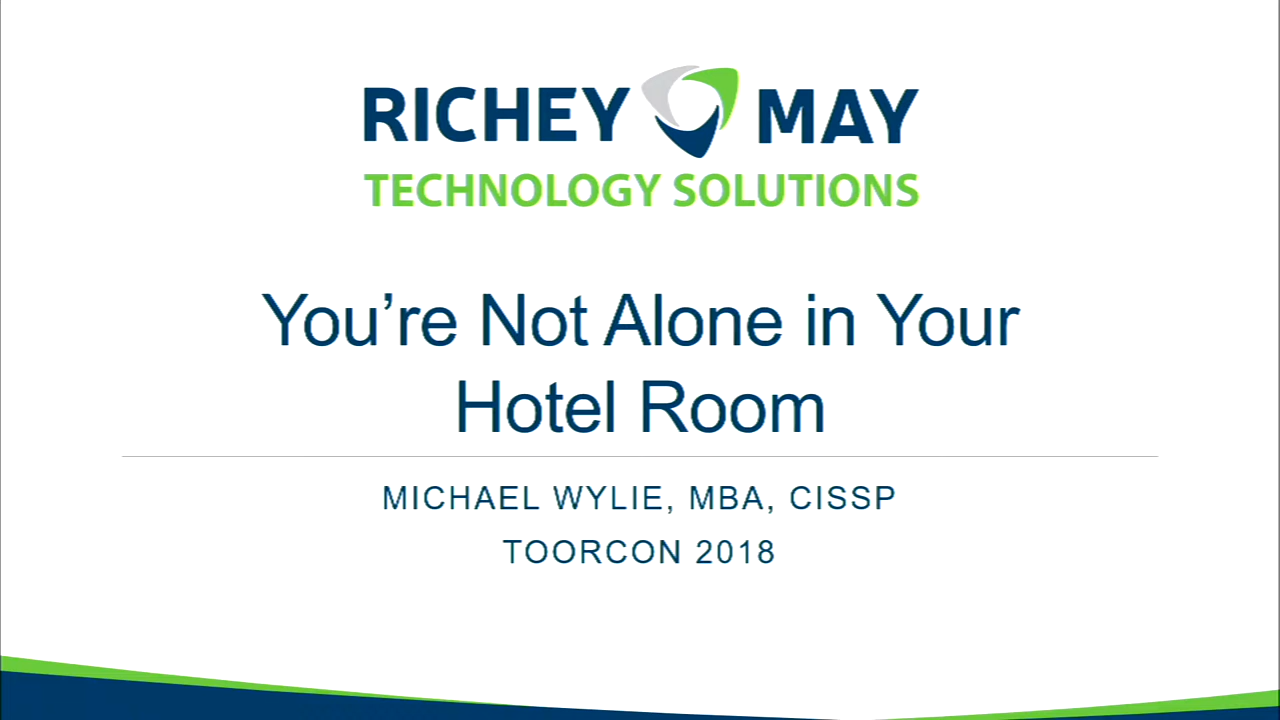 RICHEY MAY
TECHNOLOGY SOLUTIONS
You’re Not Alone in Your
Hotel Room
MICHAEL WYLIE, MBA, CISSP
TOORCON 2018